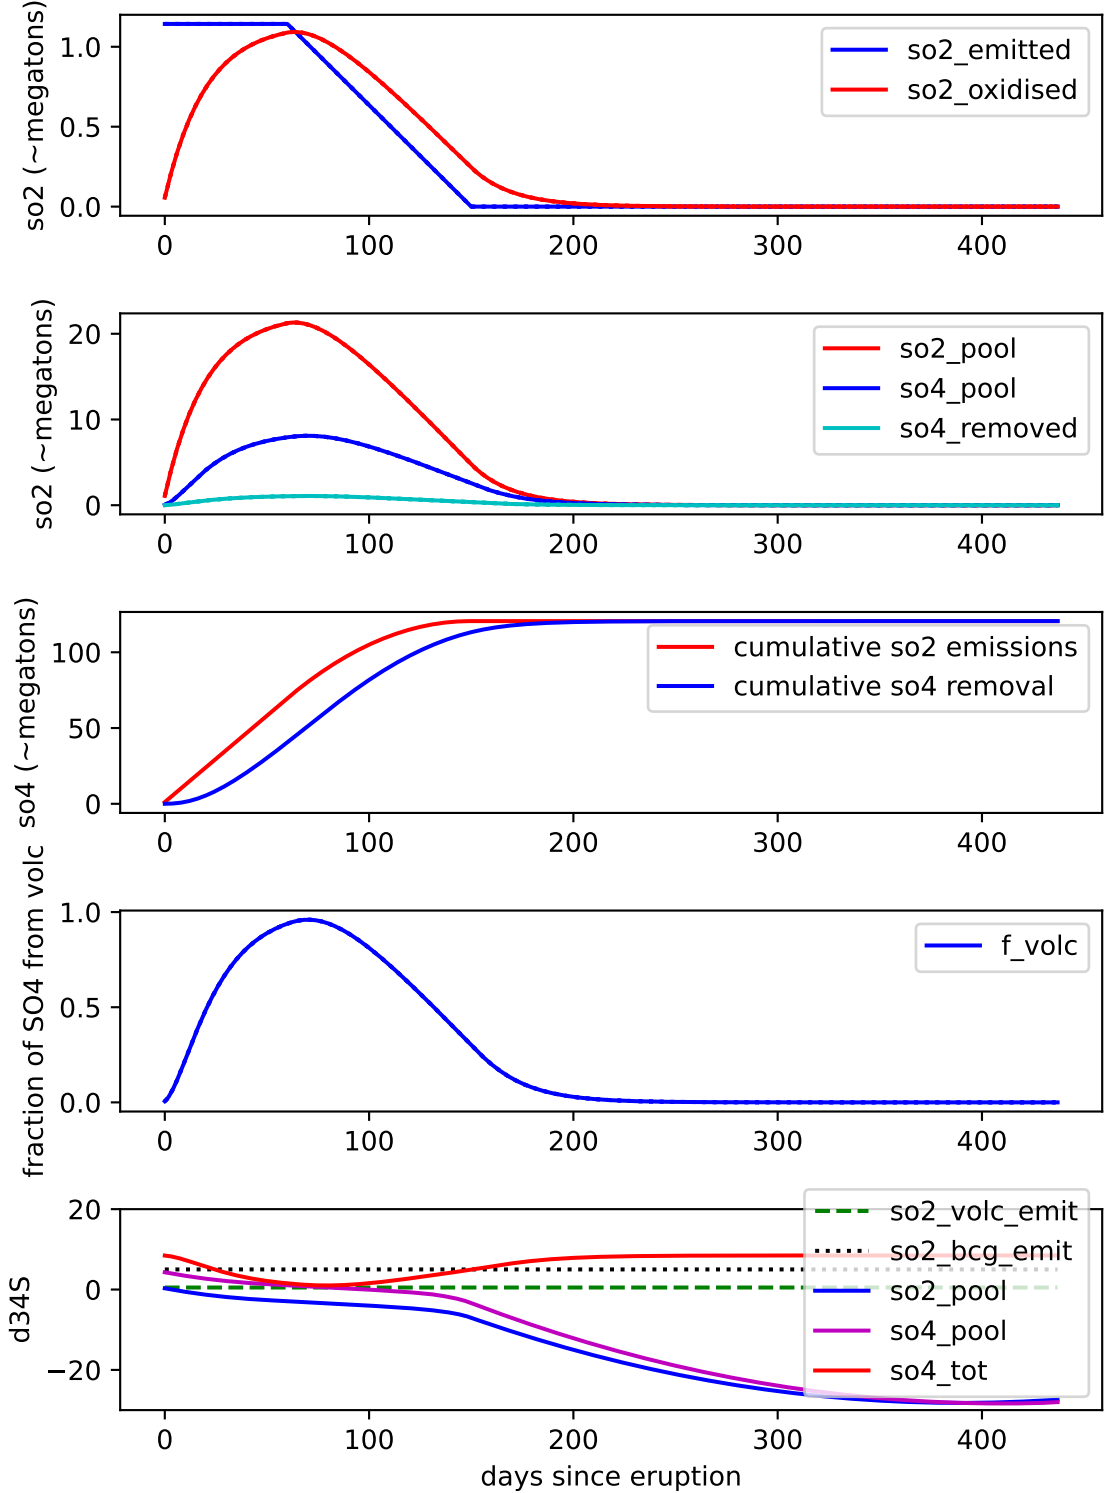 so2 (~megatons)
1.0
0.5
0.0
so2_emitted
so2_oxidised
0 100 200 300 400
so2 (~megatons)
20
10
0
so2_pool
so4_pool
so4_removed
0 100 200 300 400
so4 (~megatons)
100
50
0
cumulative so2 emissions
cumulative so4 removal
0 100 200 300 400
fraction of SO4 from volc
1.0
0.5
0.0
f_volc
0 100 200 300 400
d34S
20
0
−20
so2_volc_emit
so2_bcg_emit
so2_pool
so4_pool
so4_tot
0 100 200 300 400
days since eruption